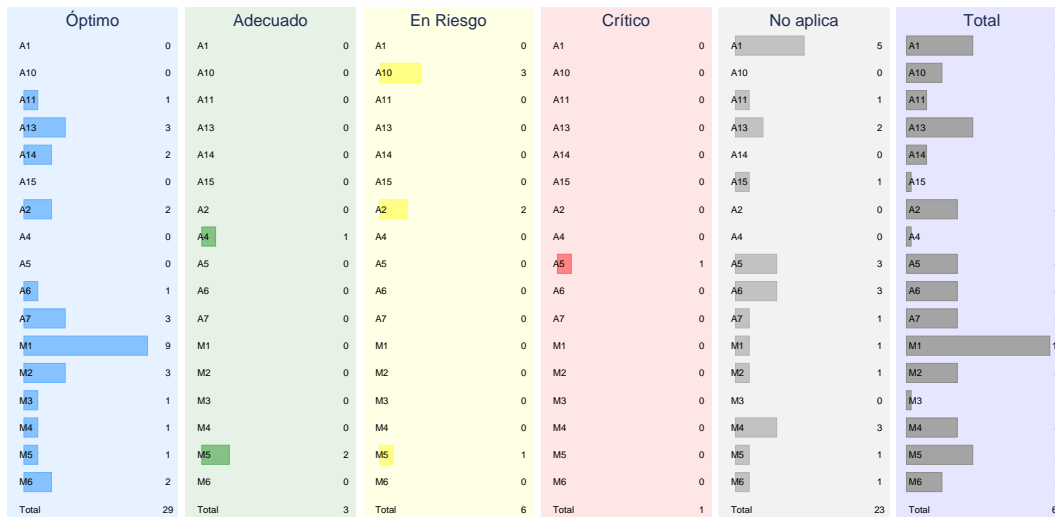 Óptimo Adecuado En Riesgo Crítico No aplica Total
A1 0 A1 0 A1 0 A1 0 A1 5 A1
A10 0 A10 0 A10 3 A10 0 A10 0 A10
A11 1 A11 0 A11 0 A11 0 A11 1 A11
A13 3 A13 0 A13 0 A13 0 A13 2 A13
A14 2 A14 0 A14 0 A14 0 A14 0 A14
A15 0 A15 0 A15 0 A15 0 A15 1 A15
A2 2 A2 0 A2 2 A2 0 A2 0 A2
A4 0 A4 1 A4 0 A4 0 A4 0 A4
A5 0 A5 0 A5 0 A5 1 A5 3 A5
A6 1 A6 0 A6 0 A6 0 A6 3 A6
A7 3 A7 0 A7 0 A7 0 A7 1 A7
M1 9 M1 0 M1 0 M1 0 M1 1 M1 1
M2 3 M2 0 M2 0 M2 0 M2 1 M2
M3 1 M3 0 M3 0 M3 0 M3 0 M3
M4 1 M4 0 M4 0 M4 0 M4 3 M4
M5 1 M5 2 M5 1 M5 0 M5 1 M5
M6 2 M6 0 M6 0 M6 0 M6 1 M6
Total 29 Total 3 Total 6 Total 1 Total 23 Total 6